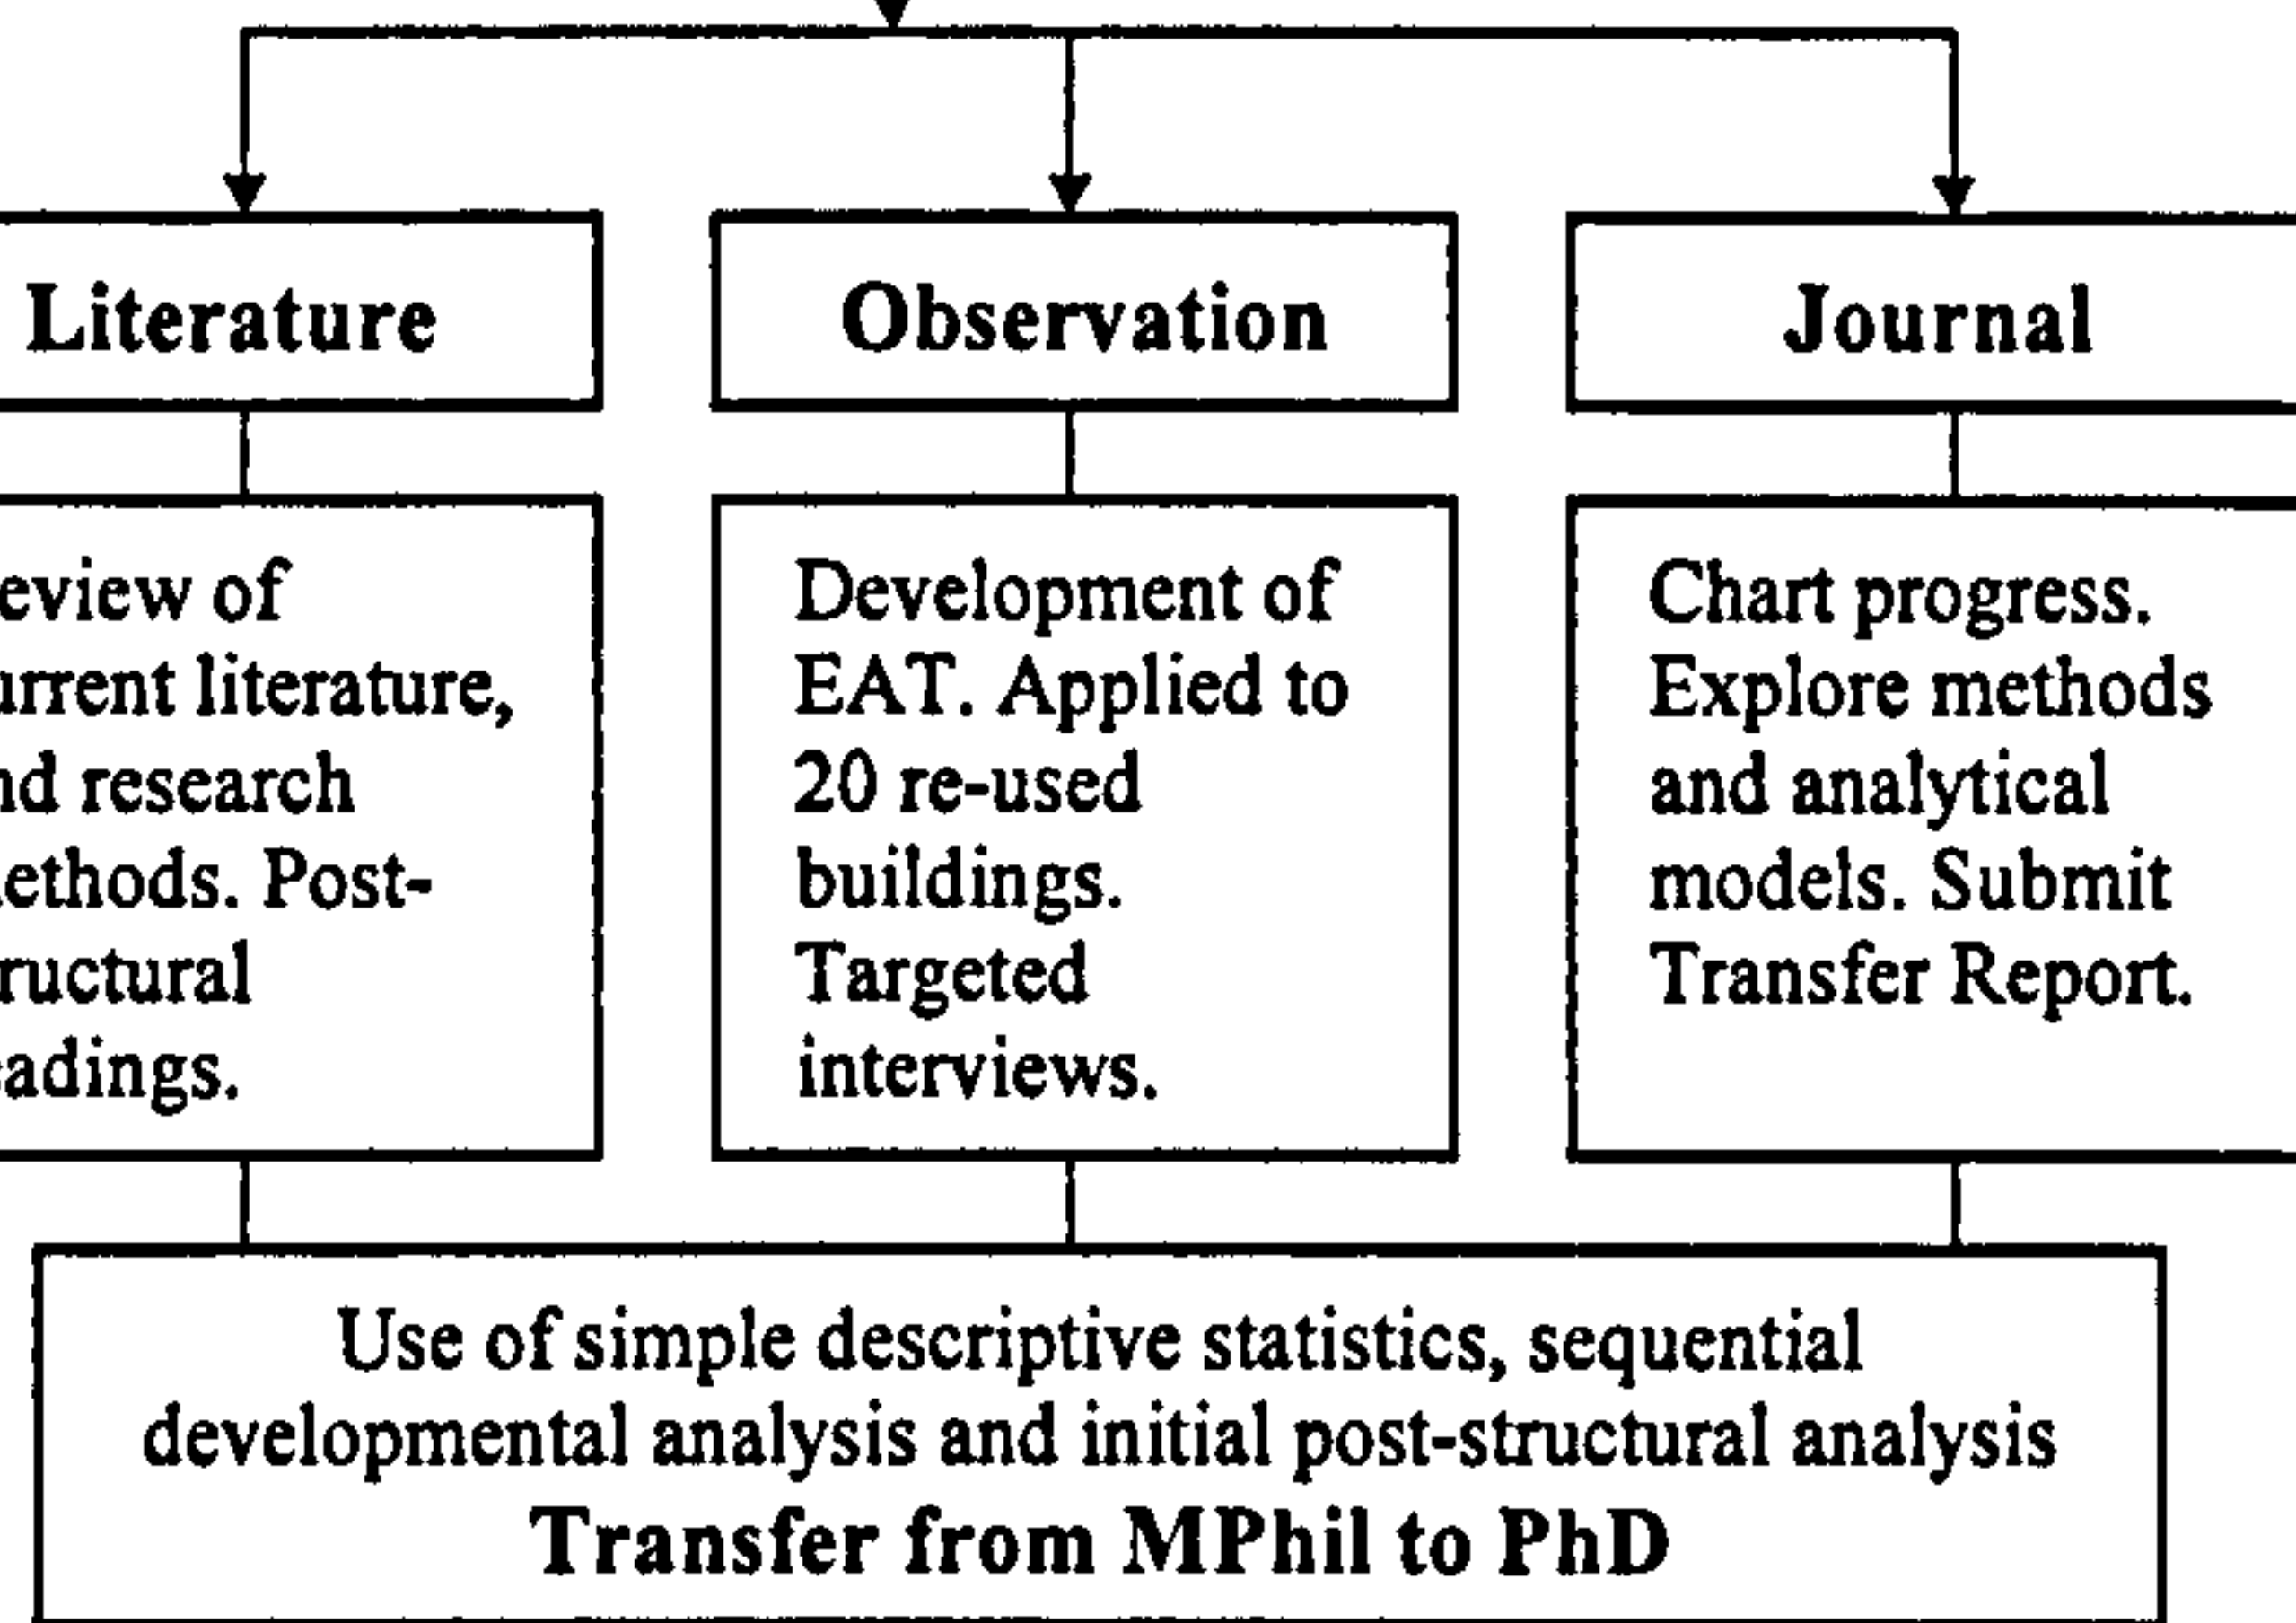 Literature
Observation
Journal
eview of
urrent literature,
nd research
ethods. Post-
ructural
adings.
Development of
EAT. Applied to
20 re-used
buildings.
Targeted
interviews.
Chart progress.
Explore methods
and analytical
models. Submit
Transfer Report.
Use of simple descriptive statistics, sequential
developmental analysis and initial post-structural analysis
Transfer from MPhil to PhD